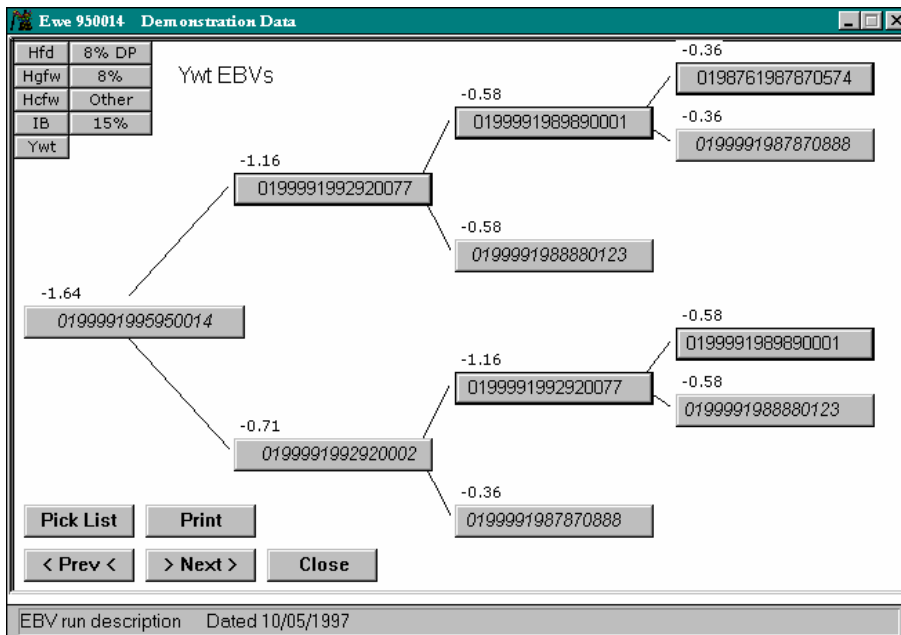 Ewe 950014 Demonstration Data
Hfd 8% DP
Hgfw 8%
Hcfw Other
IB 15%
Ywt
Ywt EBVs
-0.36
0198761987870574
-0.58
0199991989890001
-0.36
0199991987870888
-1.16
0199991992920077
-0.58
0199991988880123
-1.64
0199991995950014
-0.58
0199991989890001
-1.16
0199991992920077
-0.58
0199991988880123
-0.71
0199991992920002
-0.36
0199991987870888
Pick List Print
< Prev < > Next > Close
EBV run description Dated 10/05/1997